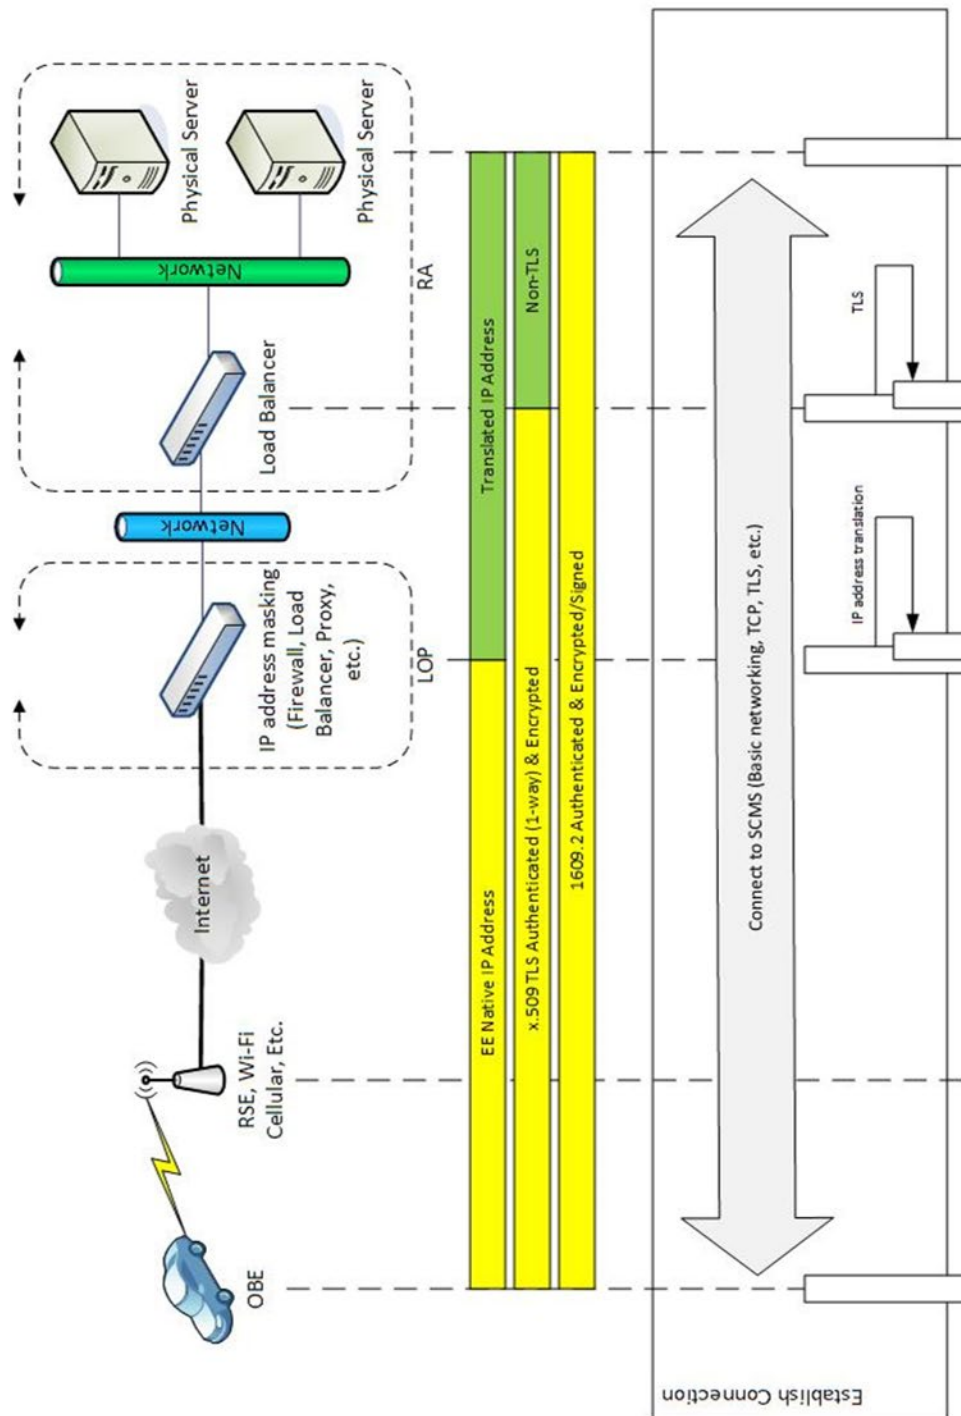 OBE
RSE, Wi-Fi
Cellular, Etc.
Internet
IP address masking
(Firewall, Load
Balancer, Proxy,
etc.)
LOP
Network
Load Balancer
RA
Network
Physical Server
Physical Server
EE Native IP Address
Translated IP Address
x.509 TLS Authenticated (1-way) & Encrypted
Non-TLS
1609.2 Authenticated & Encrypted/Signed
Establish Connection
Connect to SCMS (Basic networking, TCP, TLS, etc.)
IP address translation
TLS